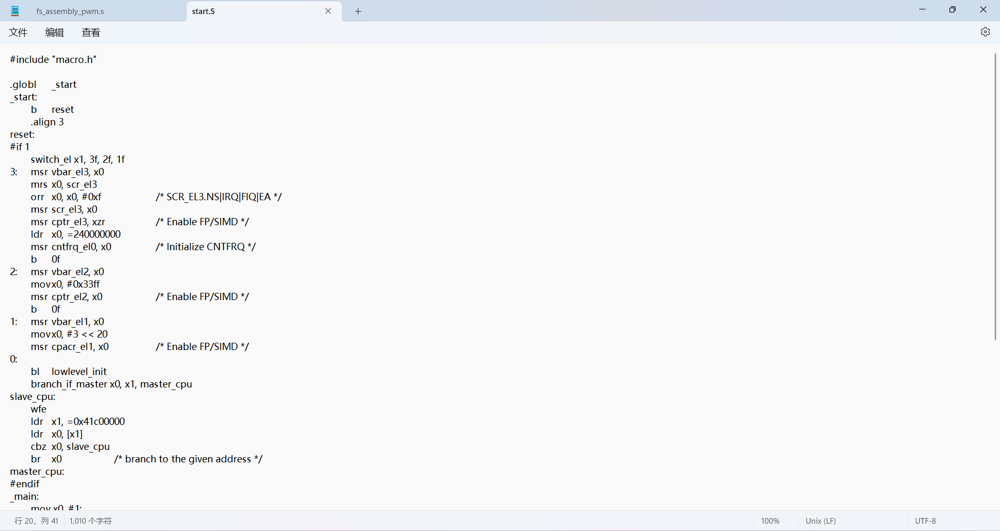 fs_assembly_pwm.s
start.S
文件 编辑 查看
#include "macro.h"
.globl _start
_start:
b reset
.align 3
reset:
#if 1
switch_el x1, 3f, 2f, 1f
3: msr vbar_el3, x0
mrs x0, scr_el3
orr x0, x0, #0xf /* SCR_EL3.NS|IRQ|FIQ|EA */
msr scr_el3, x0
msr cptr_el3, xzr /* Enable FP/SIMD */
ldr x0, =240000000
msr cntfrq_el0, x0 /* Initialize CNTFRQ */
b 0f
2: msr vbar_el2, x0
mov x0, #0x33ff
msr cptr_el2, x0 /* Enable FP/SIMD */
b 0f
1: msr vbar_el1, x0
mov x0, #3 << 20
msr cpacr_el1, x0 /* Enable FP/SIMD */
0:
bl lowlevel_init
branch_if_master x0, x1, master_cpu
slave_cpu:
wfe
ldr x1, =0x41c00000
ldr x0, [x1]
cbz x0, slave_cpu
br x0 /* branch to the given address */
master_cpu:
#endif
_main:
mov x0, #1;
行 20，列 41 1,010 个字符 100% Unix (LF) UTF-8